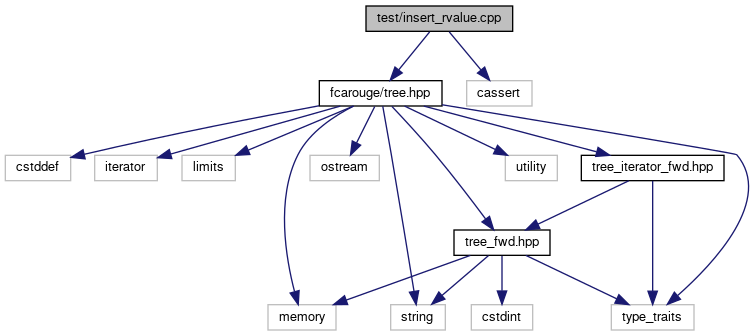 test/insert_rvalue.cpp
fcarouge/tree.hpp
cassert
cstddef
iterator
limits
ostream
utility
tree_iterator_fwd.hpp
tree_fwd.hpp
memory
string
cstdint
type_traits